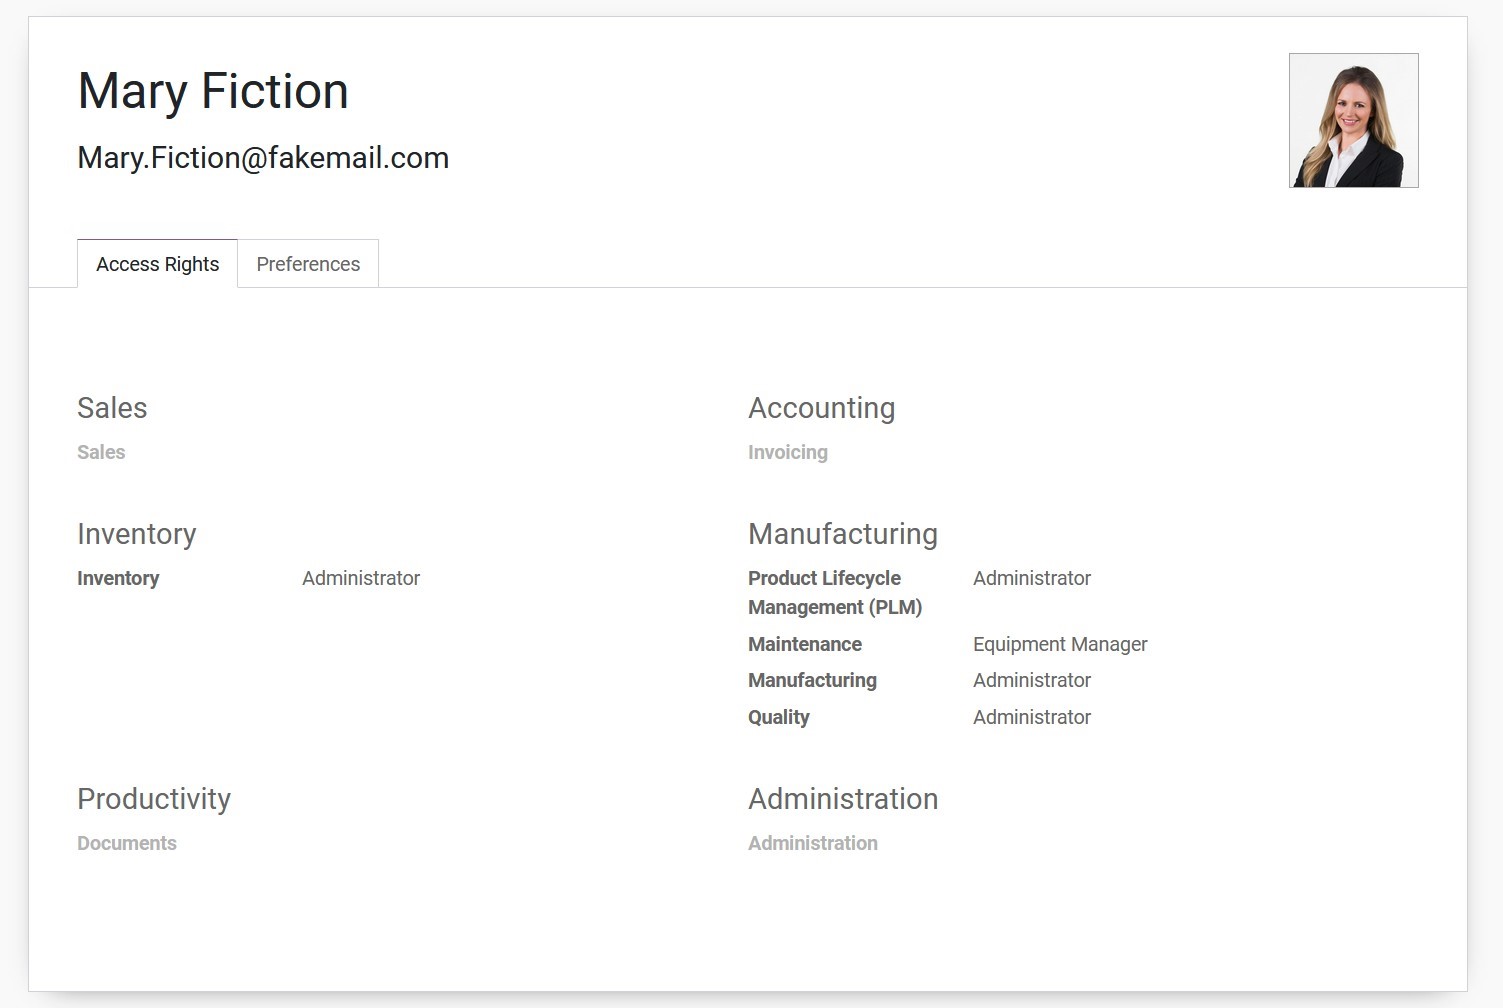 Mary Fiction
Mary.Fiction@fakemail.com
Access Rights Preferences
Sales
Sales
Accounting
Invoicing
Inventory
Inventory Administrator
Manufacturing
Product Lifecycle Administrator
Management (PLM)
Maintenance Equipment Manager
Manufacturing Administrator
Quality Administrator
Productivity
Documents
Administration
Administration